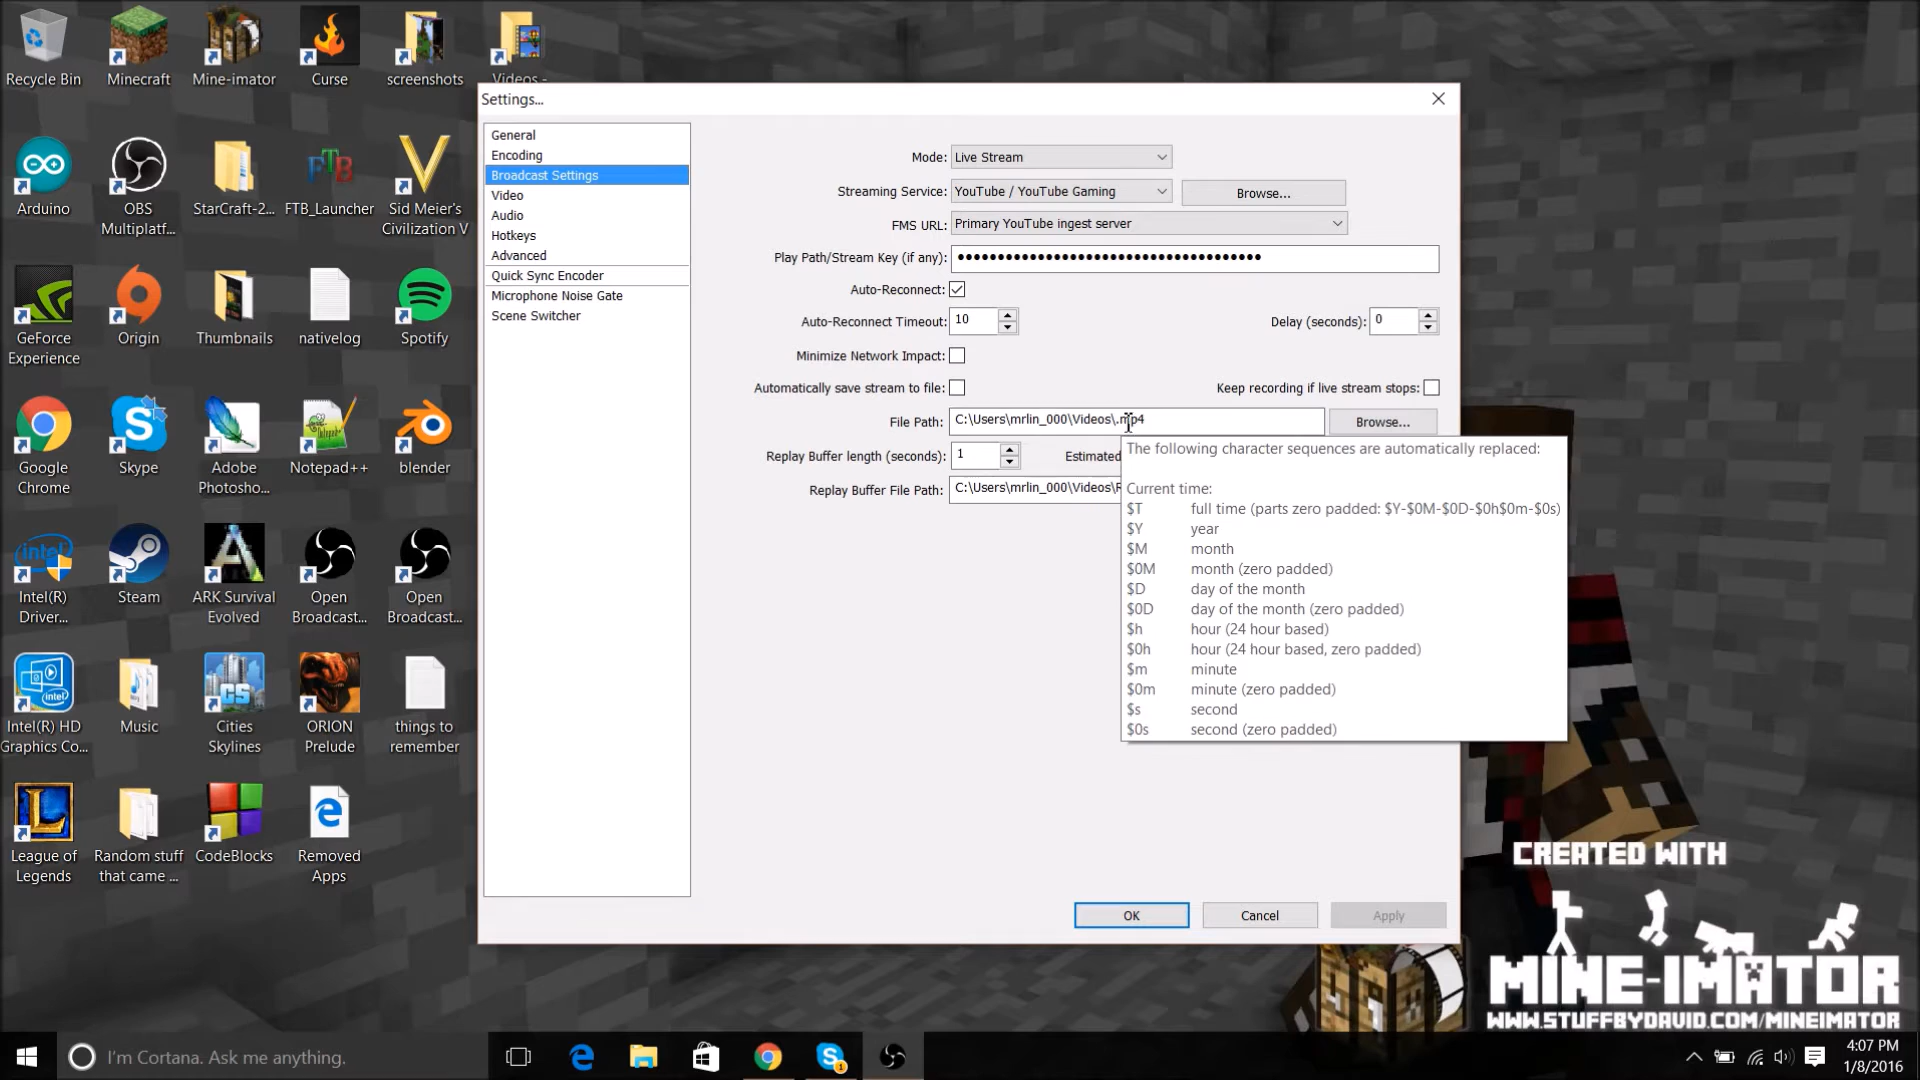 Recycle Bin
Minecraft
Mine-imator
Curse
screenshots
Videos -
Arduino
OBS
Multiplatf...
StarCraft-2...
FTB
FTB_Launcher
Sid Meier's
Civilization V
GeForce
Experience
Origin
Thumbnails
nativelog
Spotify
Google
Chrome
Skype
Adobe
Photosho...
Notepad++
blender
Intel(R)
Driver...
Steam
ARK Survival
Evolved
Open
Broadcast...
Open
Broadcast...
Intel(R) HD
Graphics Co...
Music
CS
Cities
Skylines
ORION
Prelude
things to
remember
League of
Legends
Random stuff
that came ...
CodeBlocks
Removed
Apps
Settings...
General
Encoding
Broadcast Settings
Video
Audio
Hotkeys
Advanced
Quick Sync Encoder
Microphone Noise Gate
Scene Switcher
Mode: Live Stream
Streaming Service: YouTube / YouTube Gaming Browse...
FMS URL: Primary YouTube ingest server
Play Path/Stream Key (if any): ••••••••••••••••••••••••••••••••••••••
Auto-Reconnect:
Auto-Reconnect Timeout: 10 Delay (seconds): 0
Minimize Network Impact:
Automatically save stream to file: Keep recording if live stream stops:
File Path: C:\Users\mrlin_000\Videos\.mp4 Browse...
Replay Buffer length (seconds): 1 Estimated
Replay Buffer File Path: C:\Users\mrlin_000\Videos\R
The following character sequences are automatically replaced:
Current time:
$T full time (parts zero padded: $Y-$0M-$0D-$0h$0m-$0s)
$Y year
$M month
$0M month (zero padded)
$D day of the month
$0D day of the month (zero padded)
$h hour (24 hour based)
$0h hour (24 hour based, zero padded)
$m minute
$0m minute (zero padded)
$s second
$0s second (zero padded)
OK Cancel Apply
CREATED WITH
MINE-IMATOR
WWW.STUFFBYDAVID.COM/MINEIMATOR
I'm Cortana. Ask me anything.
1
4:07 PM
1/8/2016